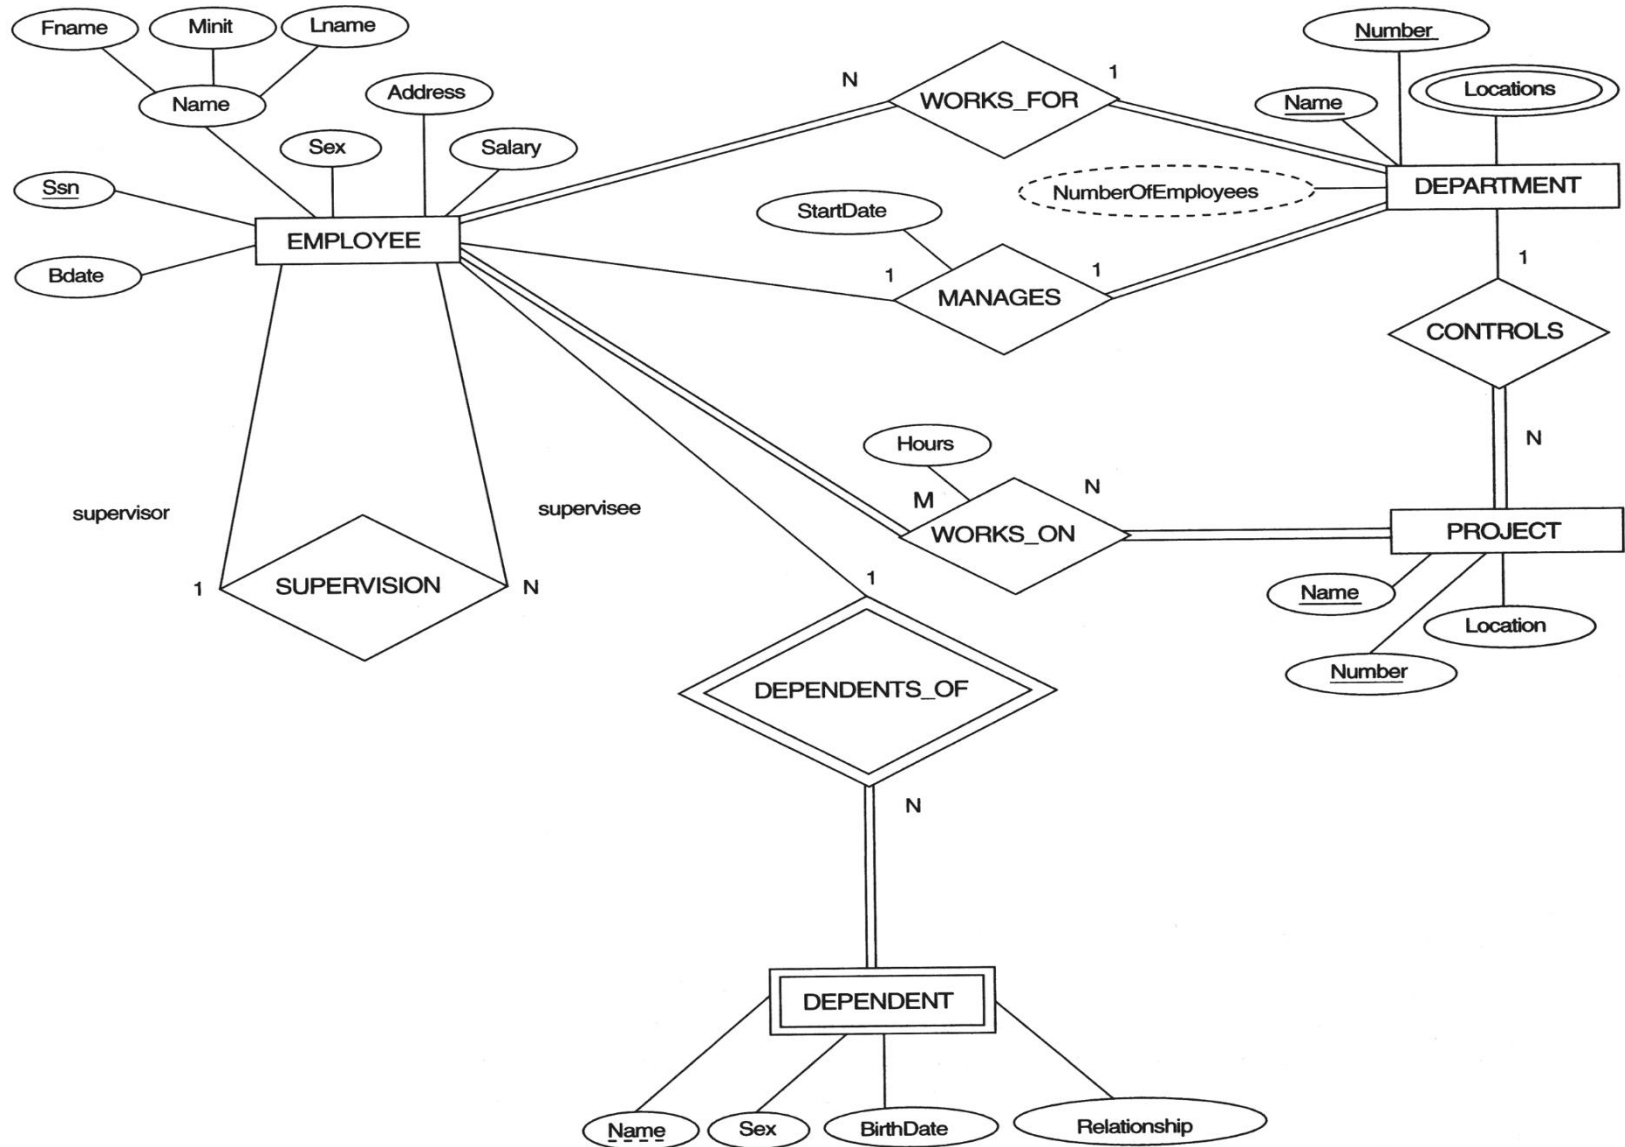 Fname
Minit
Lname
Number
Address
N
1
WORKS_FOR
Locations
Name
Name
Sex
Salary
Ssn
NumberOfEmployees
DEPARTMENT
StartDate
EMPLOYEE
Bdate
1
1
MANAGES
1
CONTROLS
Hours
N
supervisor
supervisee
M
N
WORKS_ON
PROJECT
1
SUPERVISION
N
1
Name
Location
Number
DEPENDENTS_OF
N
DEPENDENT
Name
Sex
BirthDate
Relationship